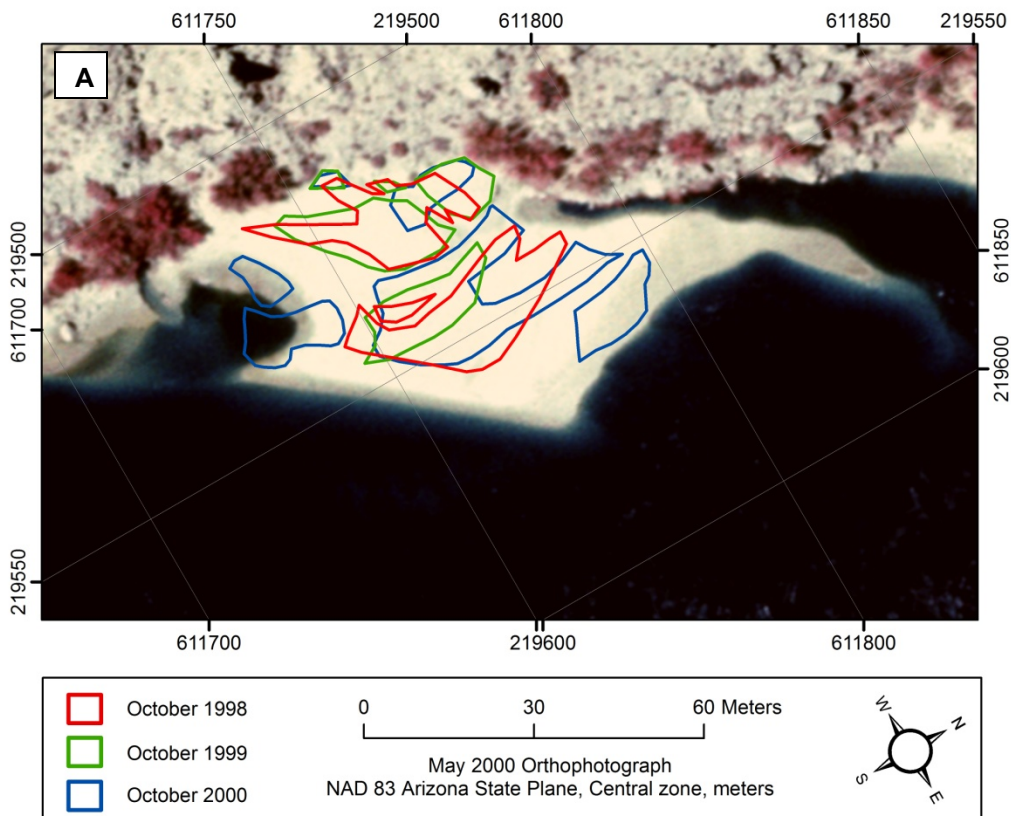 611750 219500 611800 611850 219550
A
219500
611700
219550
611850
219600
611700 219600 611800
October 1998
October 1999
October 2000
0 30 60 Meters
May 2000 Orthophotograph
NAD 83 Arizona State Plane, Central zone, meters
W N
S E